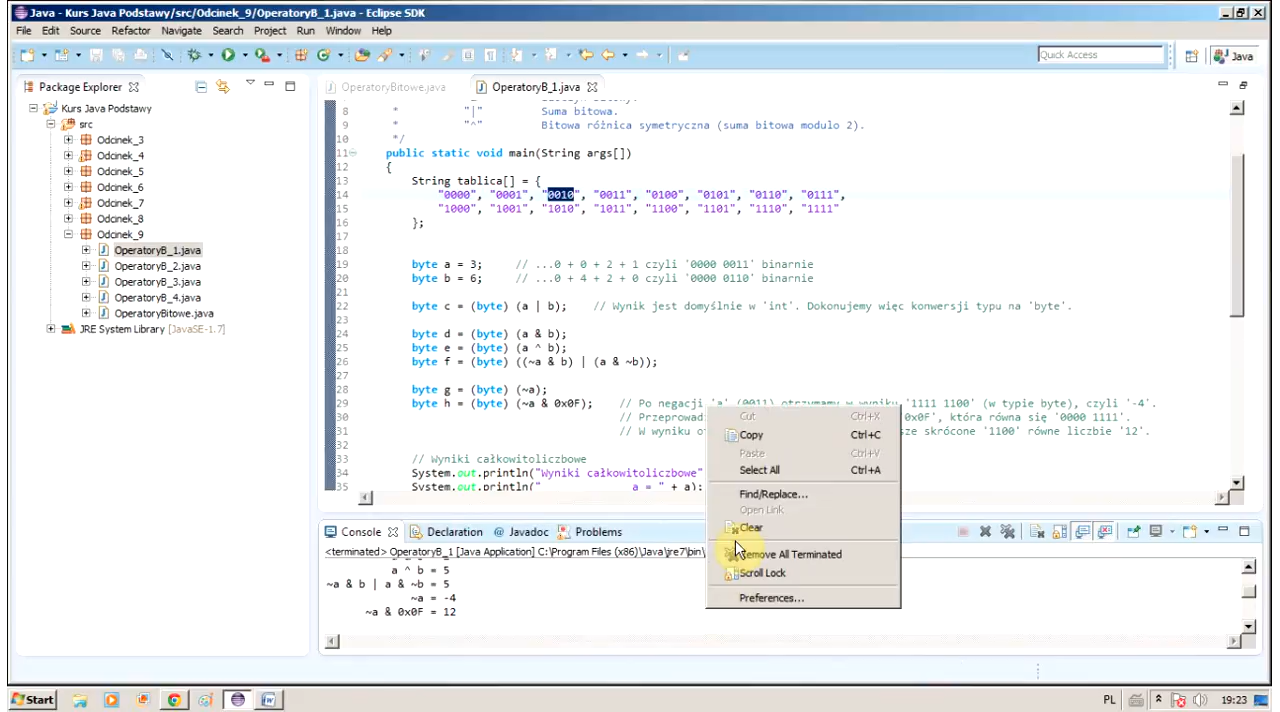 Java - Kurs Java Podstawy/src/Odcinek_9/OperatoryB_1.java - Eclipse SDK
File Edit Source Refactor Navigate Search Project Run Window Help
Quick Access
Java
Package Explorer
OperatoryBitowe.java
OperatoryB_1.java
Kurs Java Podstawy
src
Odcinek_3
Odcinek_4
Odcinek_5
Odcinek_6
Odcinek_7
Odcinek_8
Odcinek_9
OperatoryB_1.java
OperatoryB_2.java
OperatoryB_3.java
OperatoryB_4.java
OperatoryBitowe.java
JRE System Library [JavaSE-1.7]
8 * "|" Suma bitowa.
9 * "^" Bitowa różnica symetryczna (suma bitowa modulo 2).
10 */
11 public static void main(String args[])
12 {
13 String tablica[] = {
14 "0000", "0001", "0010", "0011", "0100", "0101", "0110", "0111",
15 "1000", "1001", "1010", "1011", "1100", "1101", "1110", "1111"
16 };
17
18
19 byte a = 3; // ...0 + 0 + 2 + 1 czyli '0000 0011' binarnie
20 byte b = 6; // ...0 + 4 + 2 + 0 czyli '0000 0110' binarnie
21
22 byte c = (byte) (a | b); // Wynik jest domyślnie w 'int'. Dokonujemy więc konwersji typu na 'byte'.
23
24 byte d = (byte) (a & b);
25 byte e = (byte) (a ^ b);
26 byte f = (byte) ((~a & b) | (a & ~b));
27
28 byte g = (byte) (~a);
29 byte h = (byte) (~a & 0x0F); // Po negacji 'a' (0011) otrzymamy w wyniku '1111 1100' (w typie byte), czyli '-4'.
30 // Przeprowadzi 0x0F', która równa się '0000 1111'.
31 // W wyniku ot sze skrócone '1100' równe liczbie '12'.
32
33 // Wyniki całkowitoliczbowe
34 System.out.println("Wyniki całkowitoliczbowe"
35 System.out.println(" a = " + a);
Cut Ctrl+X
Copy Ctrl+C
Paste Ctrl+V
Select All Ctrl+A
Find/Replace...
Open Link
Clear
Remove All Terminated
Scroll Lock
Preferences...
Console Declaration @ Javadoc Problems
<terminated> OperatoryB_1 [Java Application] C:\Program Files (x86)\Java\jre7\bin\
a ^ b = 5
~a & b | a & ~b = 5
~a = -4
~a & 0x0F = 12
Start
PL
19:23